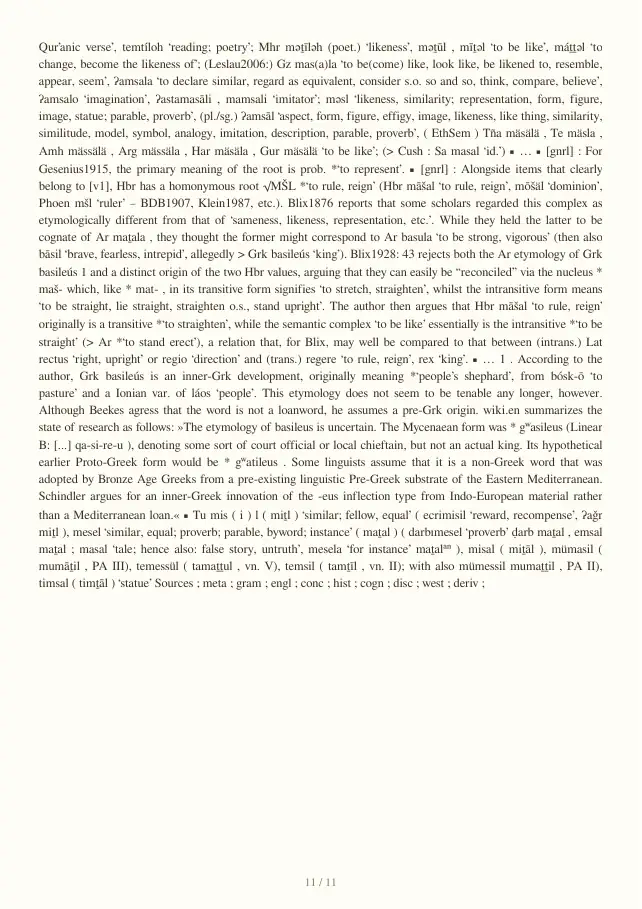 Qurʾanic verse’, temtíloh ‘reading; poetry’; Mhr məṯīləh (poet.) ‘likeness’, məṯūl , mīṯəl ‘to be like’, máṯṯəl ‘to
change, become the likeness of’; (Leslau2006:) Gz mas(a)la ‘to be(come) like, look like, be likened to, resemble,
appear, seem’, ʔamsala ‘to declare similar, regard as equivalent, consider s.o. so and so, think, compare, believe’,
ʔamsalo ‘imagination’, ʔastamasāli , mamsali ‘imitator’; məsl ‘likeness, similarity; representation, form, figure,
image, statue; parable, proverb’, (pl./sg.) ʔamsāl ‘aspect, form, figure, effigy, image, likeness, like thing, similarity,
similitude, model, symbol, analogy, imitation, description, parable, proverb’, ( EthSem ) Tña mäsälä , Te mäsla ,
Amh mässälä , Arg mässäla , Har mäsäla , Gur mäsälä ‘to be like’; (> Cush : Sa masal ‘id.’) ▪ … ▪ [gnrl] : For
Gesenius1915, the primary meaning of the root is prob. *‘to represent’. ▪ [gnrl] : Alongside items that clearly
belong to [v1], Hbr has a homonymous root √MŠL *‘to rule, reign’ (Hbr māšal ‘to rule, reign’, mōšäl ‘dominion’,
Phoen mšl ‘ruler’ – BDB1907, Klein1987, etc.). Blix1876 reports that some scholars regarded this complex as
etymologically different from that of ‘sameness, likeness, representation, etc.’. While they held the latter to be
cognate of Ar maṯala , they thought the former might correspond to Ar basula ‘to be strong, vigorous’ (then also
bāsil ‘brave, fearless, intrepid’, allegedly > Grk basileús ‘king’). Blix1928: 43 rejects both the Ar etymology of Grk
basileús 1 and a distinct origin of the two Hbr values, arguing that they can easily be “reconciled” via the nucleus *
maš- which, like * mat- , in its transitive form signifies ‘to stretch, straighten’, whilst the intransitive form means
‘to be straight, lie straight, straighten o.s., stand upright’. The author then argues that Hbr māšal ‘to rule, reign’
originally is a transitive *‘to straighten’, while the semantic complex ‘to be like’ essentially is the intransitive *‘to be
straight’ (> Ar *‘to stand erect’), a relation that, for Blix, may well be compared to that between (intrans.) Lat
rectus ‘right, upright’ or regio ‘direction’ and (trans.) regere ‘to rule, reign’, rex ‘king’. ▪ … 1 . According to the
author, Grk basileús is an inner-Grk development, originally meaning *‘people’s shephard’, from bósk-ō ‘to
pasture’ and a Ionian var. of láos ‘people’. This etymology does not seem to be tenable any longer, however.
Although Beekes agress that the word is not a loanword, he assumes a pre-Grk origin. wiki.en summarizes the
state of research as follows: »The etymology of basileus is uncertain. The Mycenaean form was * gʷasileus (Linear
B: [...] qa-si-re-u ), denoting some sort of court official or local chieftain, but not an actual king. Its hypothetical
earlier Proto-Greek form would be * gʷatileus . Some linguists assume that it is a non-Greek word that was
adopted by Bronze Age Greeks from a pre-existing linguistic Pre-Greek substrate of the Eastern Mediterranean.
Schindler argues for an inner-Greek innovation of the -eus inflection type from Indo-European material rather
than a Mediterranean loan.« ▪ Tu mis ( i ) l ( miṯl ) ‘similar; fellow, equal’ ( ecrimisil ‘reward, recompense’, ʔaǧr
miṯl ), mesel ‘similar, equal; proverb; parable, byword; instance’ ( maṯal ) ( darbımesel ‘proverb’ ḍarb maṯal , emsal
maṯal ; masal ‘tale; hence also: false story, untruth’, mesela ‘for instance’ maṯalᵃⁿ ), misal ( miṯāl ), mümasil (
mumāṯil , PA III), temessül ( tamaṯṯul , vn. V), temsil ( tamṯīl , vn. II); with also mümessil mumaṯṯil , PA II),
timsal ( timṯāl ) ‘statue’ Sources ; meta ; gram ; engl ; conc ; hist ; cogn ; disc ; west ; deriv ;
11 / 11